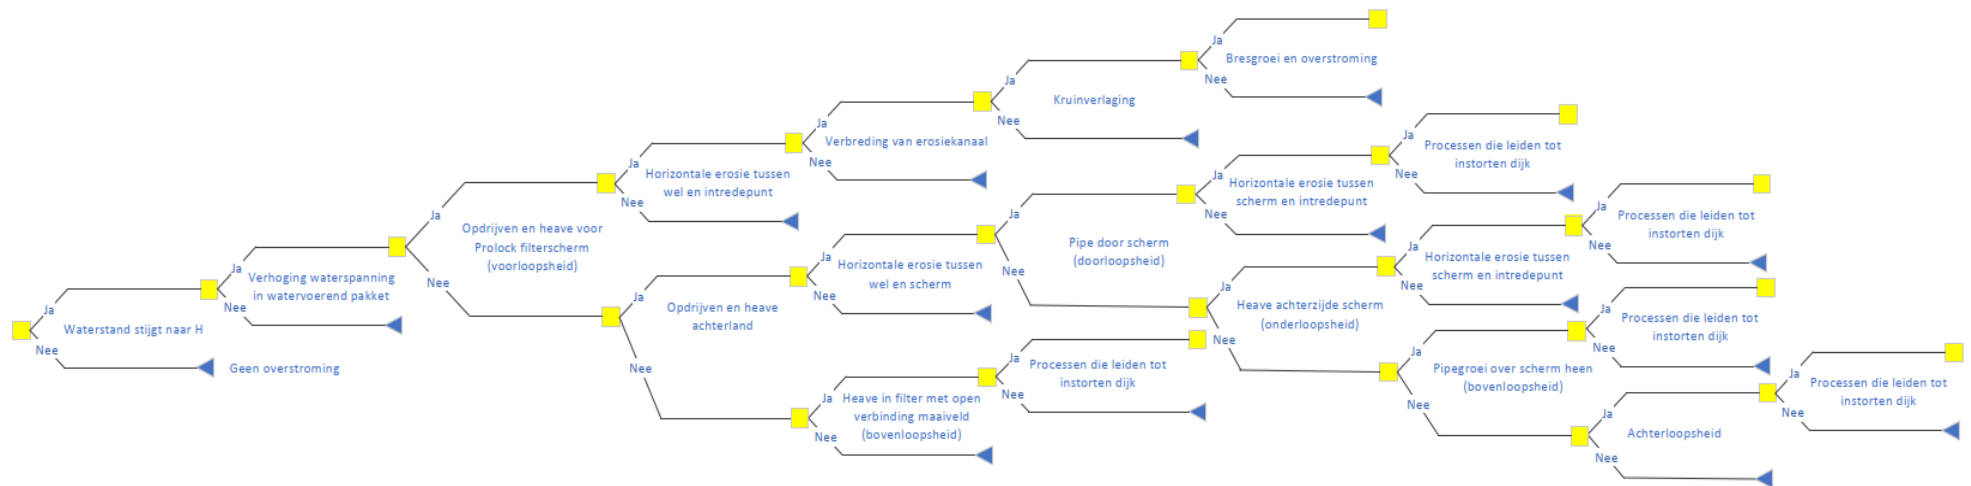 Ja
Bresgroei en overstroming
Nee
Ja
Kruinverlaging
Nee
Ja
Verbreding van erosiekanaal
Nee
Ja
Processen die leiden tot
instorten dijk
Nee
Ja
Horizontale erosie tussen
wel en intredepunt
Nee
Ja
Horizontale erosie tussen
scherm en intredepunt
Nee
Ja
Processen die leiden tot
instorten dijk
Nee
Ja
Opdrijven en heave voor
Prolock filterscherm
(voorloopsheid)
Nee
Ja
Pipe door scherm
(doorloopsheid)
Nee
Ja
Horizontale erosie tussen
scherm en intredepunt
Nee
Ja
Verhoging waterspanning
in watervoerend pakket
Nee
Ja
Horizontale erosie tussen
wel en scherm
Nee
Ja
Opdrijven en heave
achterland
Nee
Ja
Heave achterzijde scherm
(onderloopsheid)
Nee
Ja
Processen die leiden tot
instorten dijk
Nee
Ja
Waterstand stijgt naar H
Nee
Geen overstroming
Ja
Processen die leiden tot
instorten dijk
Nee
Ja
Pipegroei over scherm heen
(bovenloopsheid)
Nee
Ja
Processen die leiden tot
instorten dijk
Nee
Ja
Heave in filter met open
verbinding maaiveld
(bovenloopsheid)
Nee
Ja
Achterloopsheid
Nee